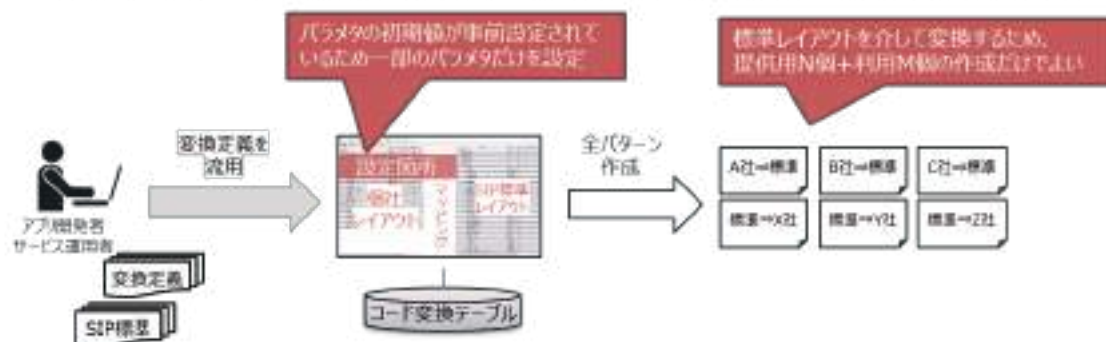 パラメタの初期値が事前設定されて
いるため一部のパラメタだけを設定
標準レイアウトを介して変換するため、
提供用N個+利用M個の作成だけでよい
変換定義を
流用
アプリ開発者
サービス運用者
変換定義
SIP標準
設定箇所
個社
レイアウト
マッピング
SIP標準
レイアウト
コード変換テーブル
全パターン
作成
A社⇒標準
B社⇒標準
C社⇒標準
標準⇒X社
標準⇒Y社
標準⇒Z社